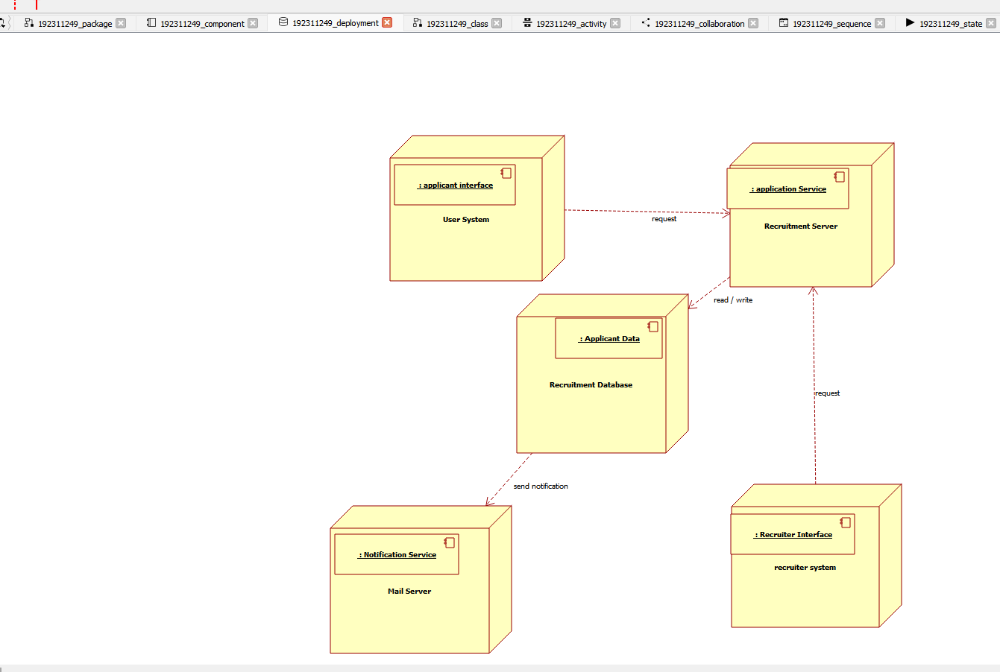 192311249_package
192311249_component
192311249_deployment
192311249_class
192311249_activity
192311249_collaboration
192311249_sequence
192311249_state
: applicant interface
User System
request
: application Service
Recruitment Server
read / write
: Applicant Data
Recruitment Database
request
send notification
: Notification Service
Mail Server
: Recruiter Interface
recruiter system